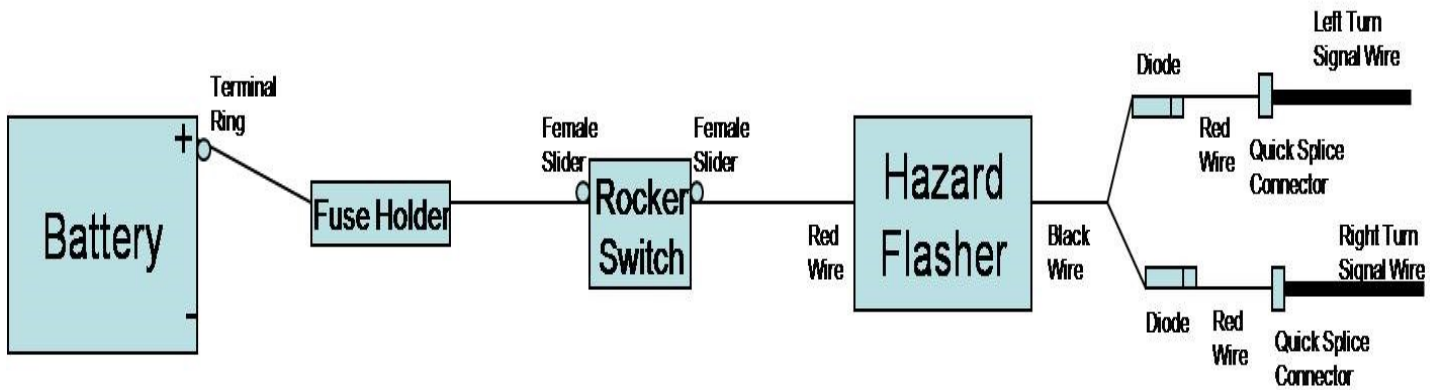 Battery
+
-
Terminal
Ring
Fuse Holder
Female
Slider
Rocker
Switch
Female
Slider
Red
Wire
Hazard
Flasher
Black
Wire
Diode
Red
Wire
Quick Splice
Connector
Left Turn
Signal Wire
Diode
Red
Wire
Quick Splice
Connector
Right Turn
Signal Wire